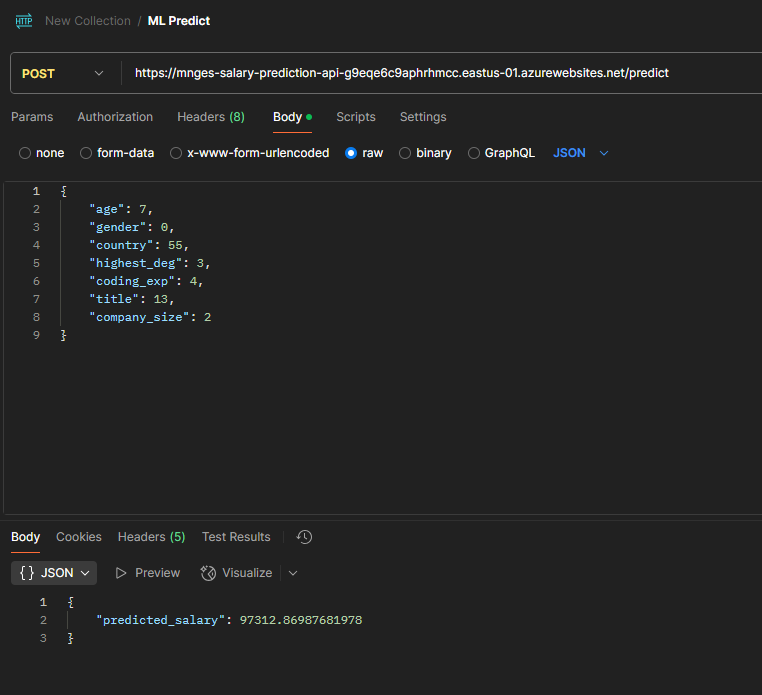 HTTP New Collection / ML Predict
POST https://mnges-salary-prediction-api-g9eqe6c9aphrhmcc.eastus-01.azurewebsites.net/predict
Params Authorization Headers (8) Body Scripts Settings
none form-data x-www-form-urlencoded raw binary GraphQL JSON
1 {
2 "age": 7,
3 "gender": 0,
4 "country": 55,
5 "highest_deg": 3,
6 "coding_exp": 4,
7 "title": 13,
8 "company_size": 2
9 }
Body Cookies Headers (5) Test Results
{} JSON Preview Visualize
1 {
2 "predicted_salary": 97312.86987681978
3 }